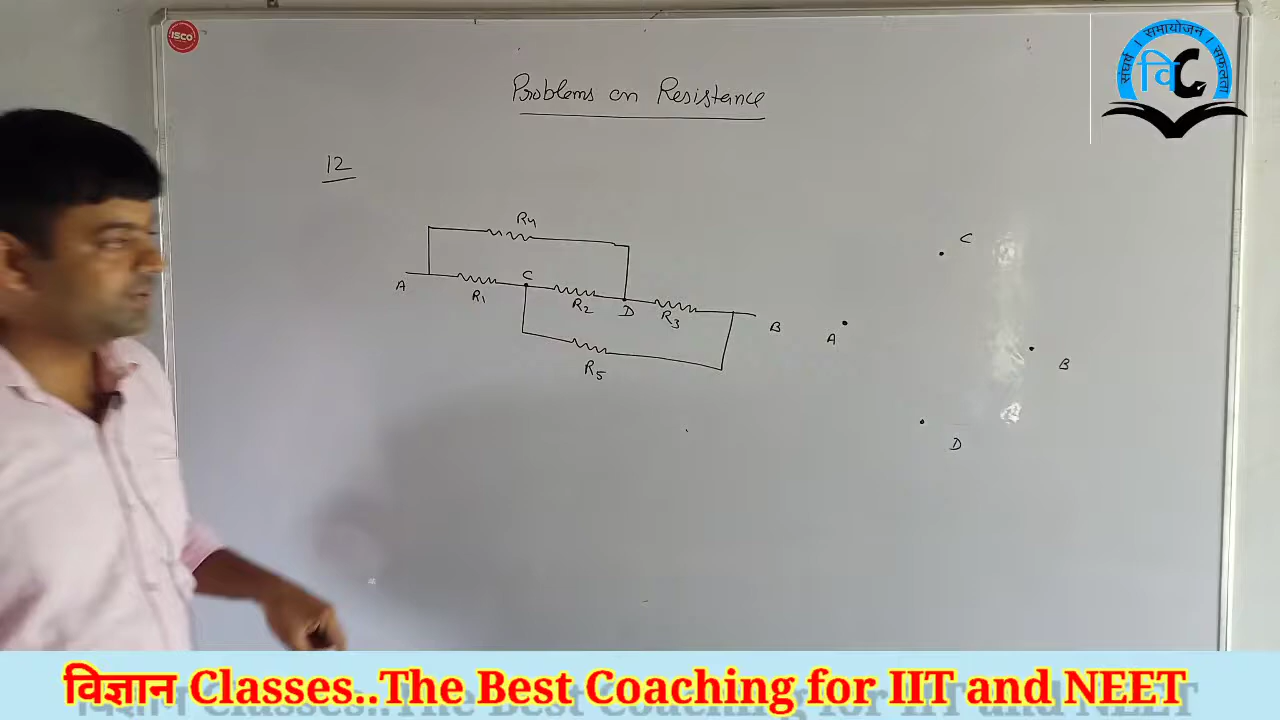 ISCO
संघर्ष । समायोजन । सफलता
विC
Problems on Resistance
12
R4
C
A
R1
R2
D
R3
B
R5
C
A
B
D
विज्ञान Classes..The Best Coaching for IIT and NEET